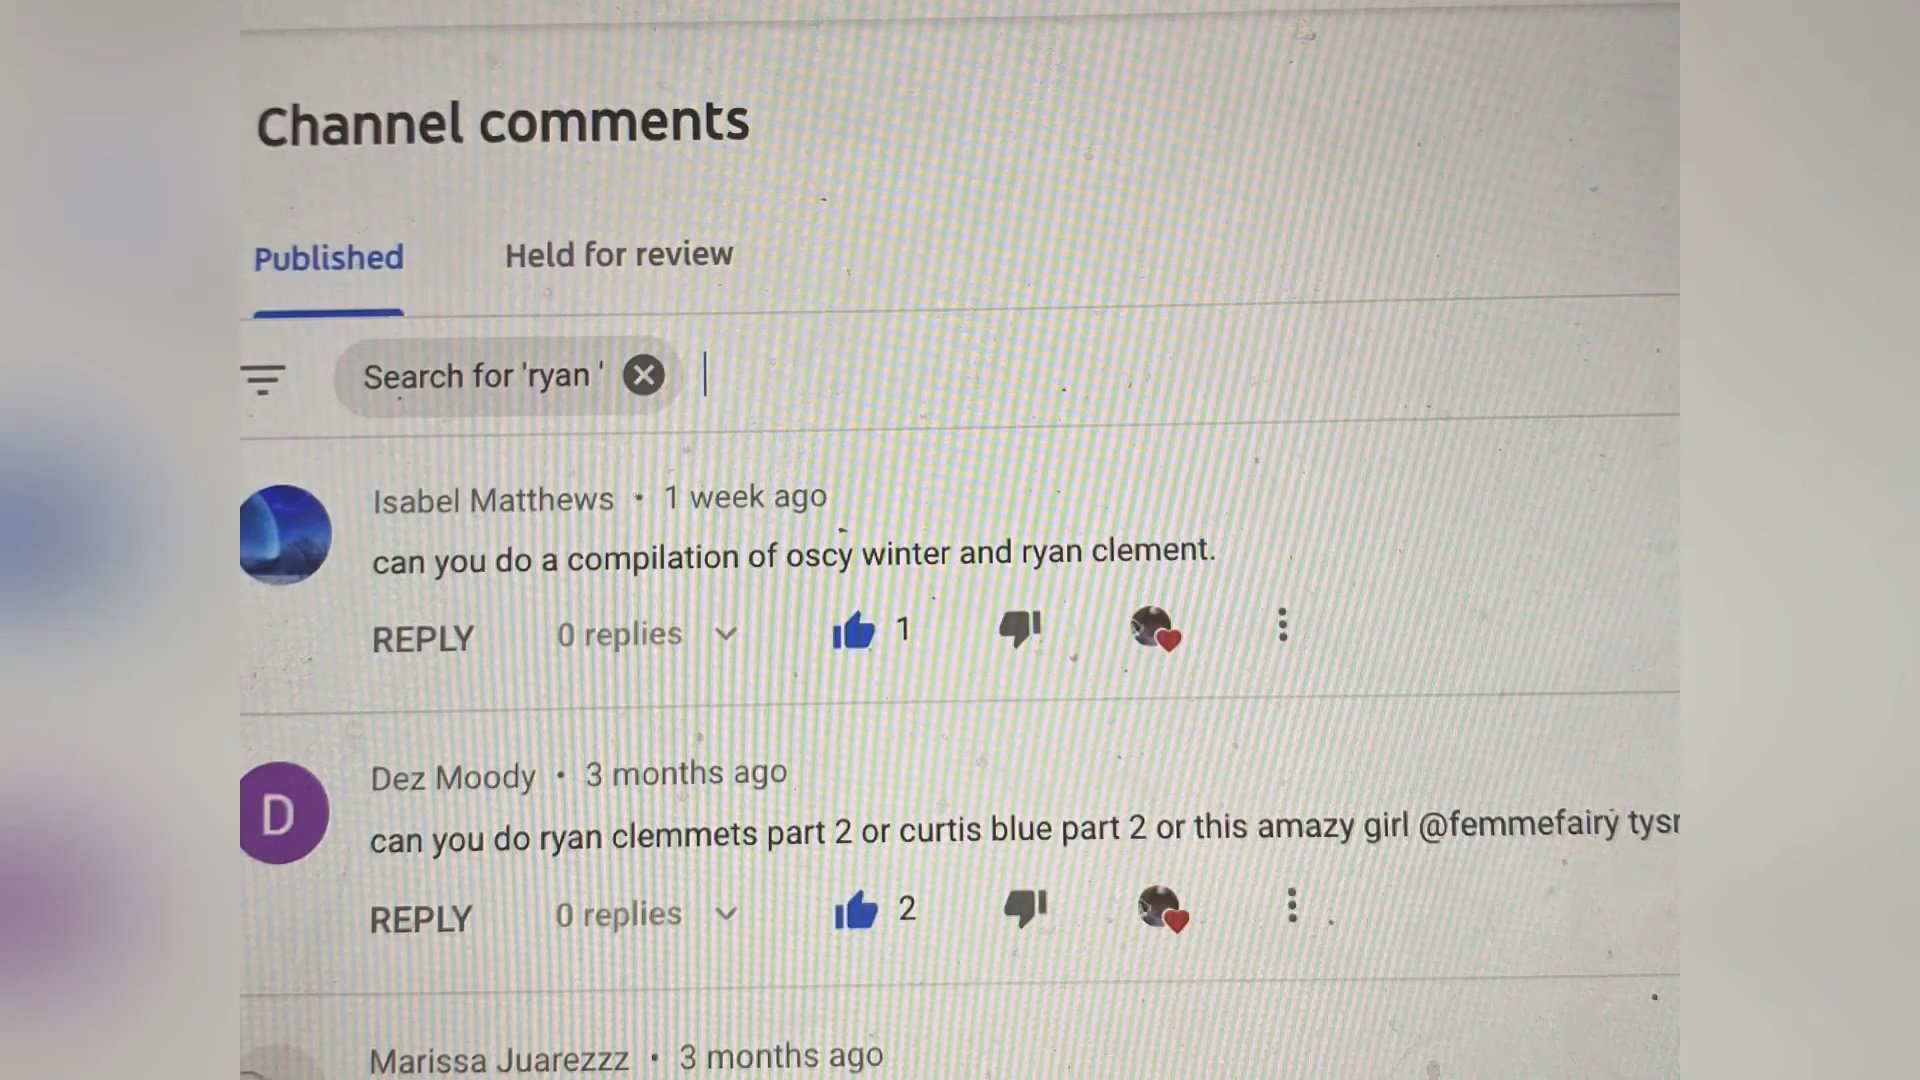 Channel comments
Published Held for review
Search for 'ryan '
Isabel Matthews • 1 week ago
can you do a compilation of oscy winter and ryan clement.
REPLY 0 replies 1
D
Dez Moody • 3 months ago
can you do ryan clemmets part 2 or curtis blue part 2 or this amazy girl @femmefairy
REPLY 0 replies 2
Marissa Juarezzz • 3 months ago